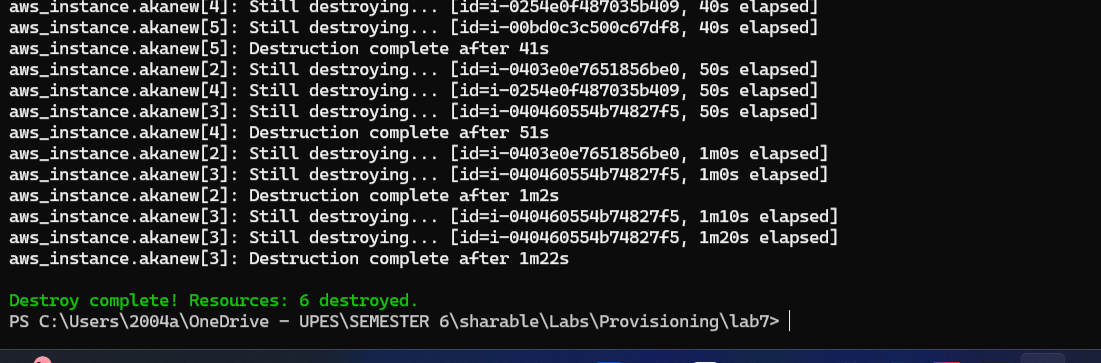 aws_instance.akanew[4]: Still destroying... [id=i-0254e0f487035b409, 40s elapsed]
aws_instance.akanew[5]: Still destroying... [id=i-00bd0c3c500c67df8, 40s elapsed]
aws_instance.akanew[5]: Destruction complete after 41s
aws_instance.akanew[2]: Still destroying... [id=i-0403e0e7651856be0, 50s elapsed]
aws_instance.akanew[4]: Still destroying... [id=i-0254e0f487035b409, 50s elapsed]
aws_instance.akanew[3]: Still destroying... [id=i-040460554b74827f5, 50s elapsed]
aws_instance.akanew[4]: Destruction complete after 51s
aws_instance.akanew[2]: Still destroying... [id=i-0403e0e7651856be0, 1m0s elapsed]
aws_instance.akanew[3]: Still destroying... [id=i-040460554b74827f5, 1m0s elapsed]
aws_instance.akanew[2]: Destruction complete after 1m2s
aws_instance.akanew[3]: Still destroying... [id=i-040460554b74827f5, 1m10s elapsed]
aws_instance.akanew[3]: Still destroying... [id=i-040460554b74827f5, 1m20s elapsed]
aws_instance.akanew[3]: Destruction complete after 1m22s
Destroy complete! Resources: 6 destroyed.
PS C:\Users\2004a\OneDrive - UPES\SEMESTER 6\sharable\Labs\Provisioning\lab7>